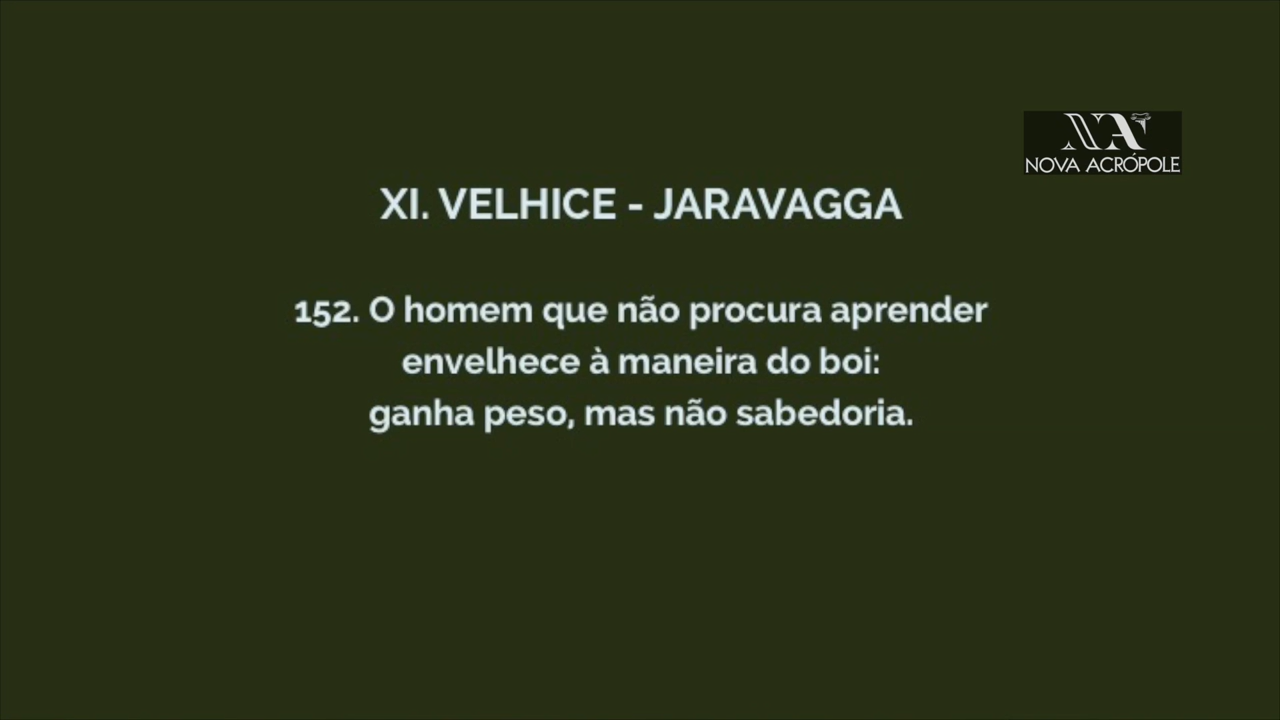 NOVA ACRÓPOLE
XI. VELHICE - JARAVAGGA
152. O homem que não procura aprender
envelhece à maneira do boi:
ganha peso, mas não sabedoria.